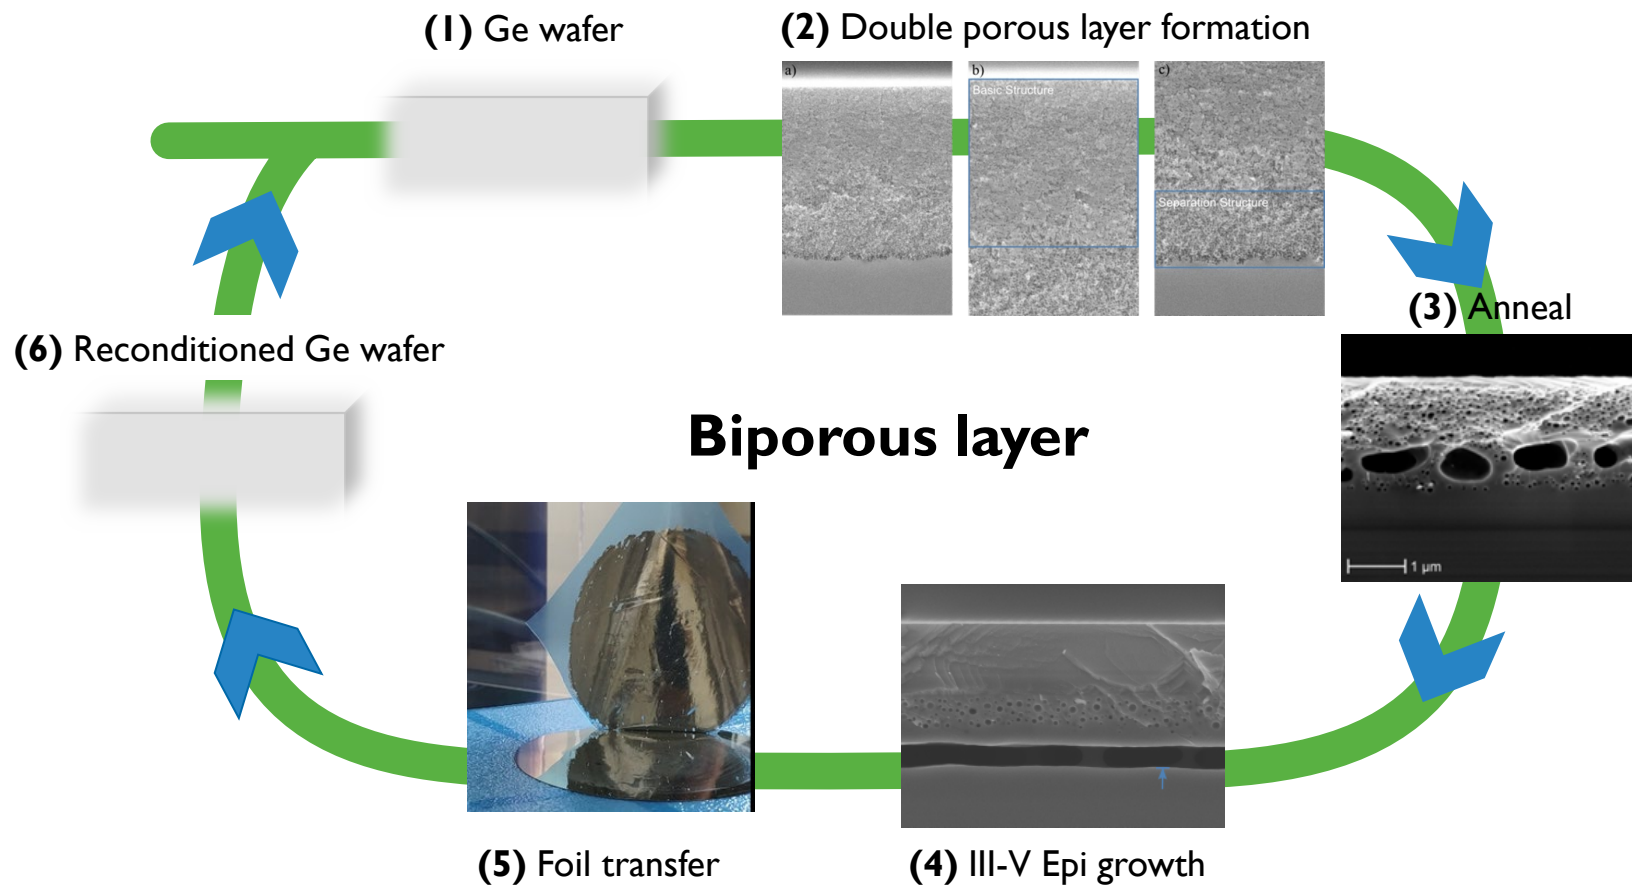 (1) Ge wafer
(2) Double porous layer formation
a)
b)
c)
Basic Structure
Separation Structure
(3) Anneal
1 µm
(6) Reconditioned Ge wafer
Biporous layer
(5) Foil transfer
(4) III-V Epi growth